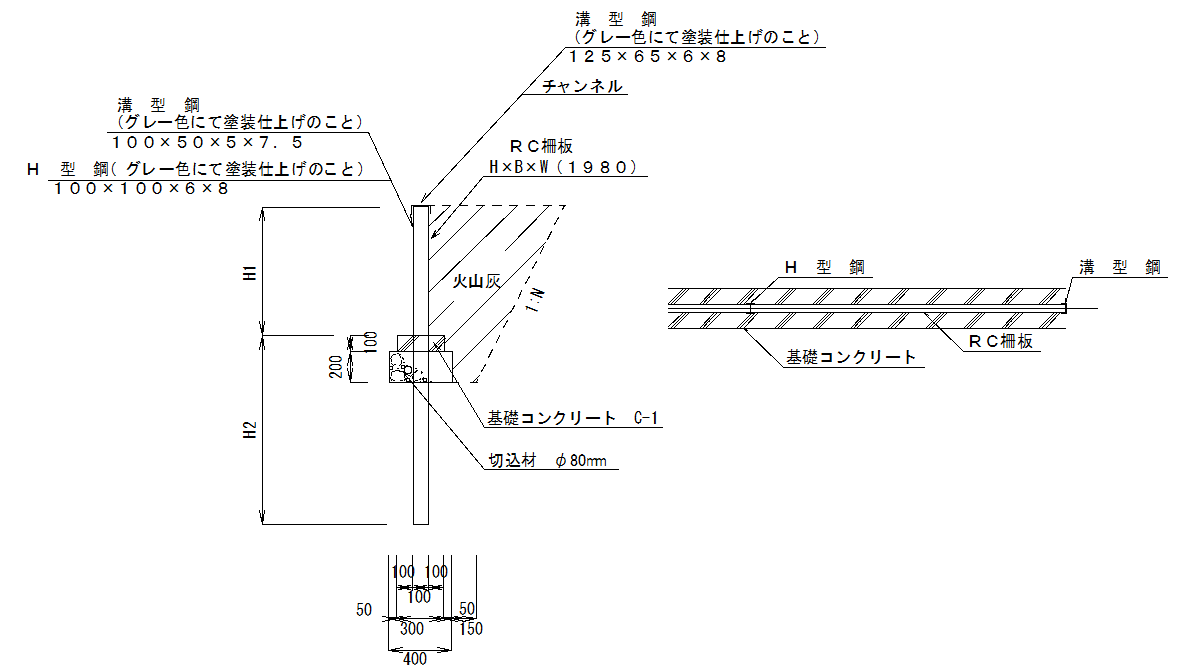 溝 型 鋼
(グレー色にて塗装仕上げのこと)
125×65×6×8
チャンネル
溝 型 鋼
(グレー色にて塗装仕上げのこと)
100×50×5×7.5
RC柵板
H×B×W(1980)
H 型 鋼(グレー色にて塗装仕上げのこと)
100×100×6×8
H1
火山灰
1:N
100
200
H2
基礎コンクリート C-1
切込材 φ80mm
H 型 鋼
溝 型 鋼
RC柵板
基礎コンクリート
100 100
100
50 50
300 150
400